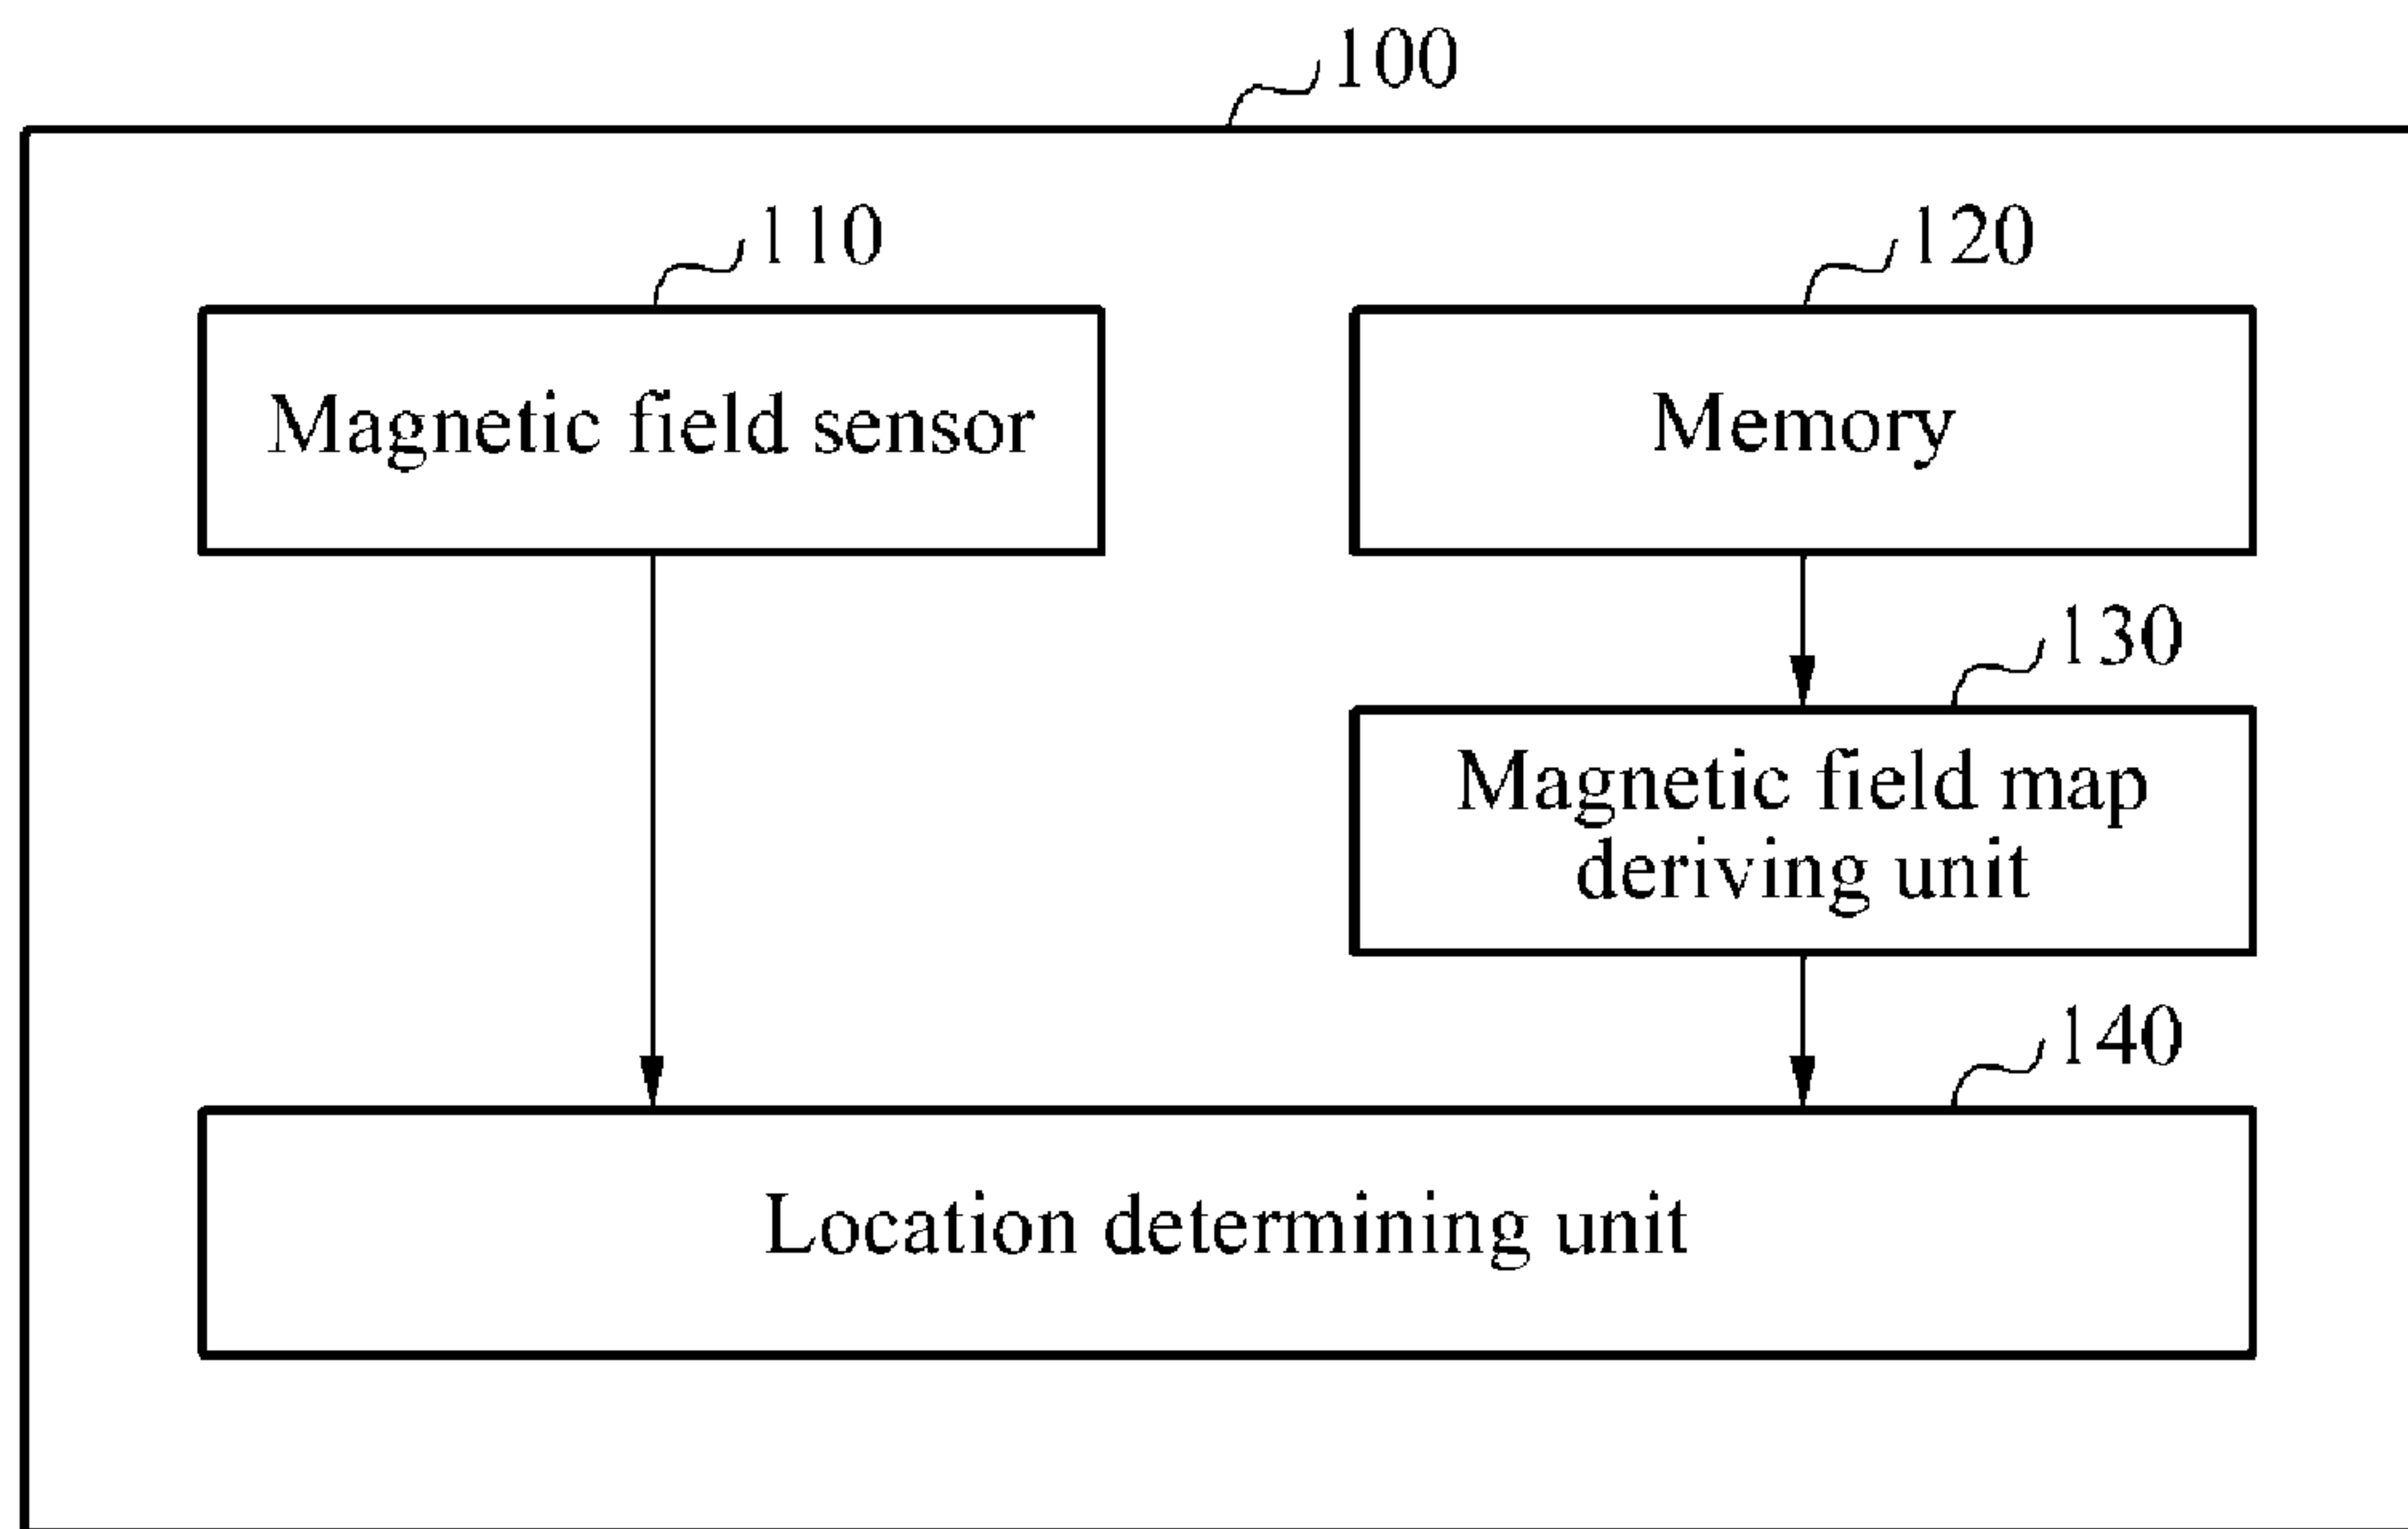 100
110
120
Magnetic field sensor
Memory
130
Magnetic field map
deriving unit
140
Location determining unit